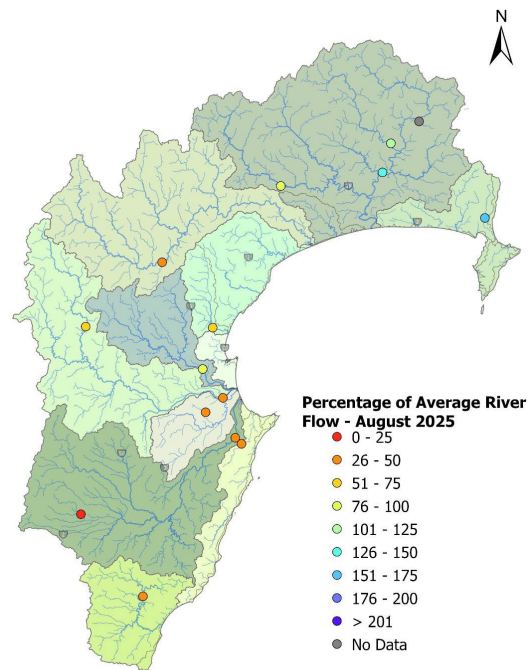 N
Percentage of Average River
Flow - August 2025
0 - 25
26 - 50
51 - 75
76 - 100
101 - 125
126 - 150
151 - 175
176 - 200
> 201
No Data